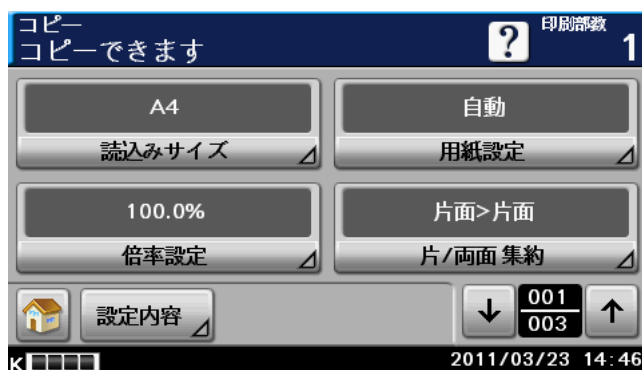 コピー
コピーできます
? 印刷部数 1
A4
読込みサイズ
自動
用紙設定
100.0%
倍率設定
片面>片面
片/両面 集約
設定内容
001
003
K
2011/03/23 14:46